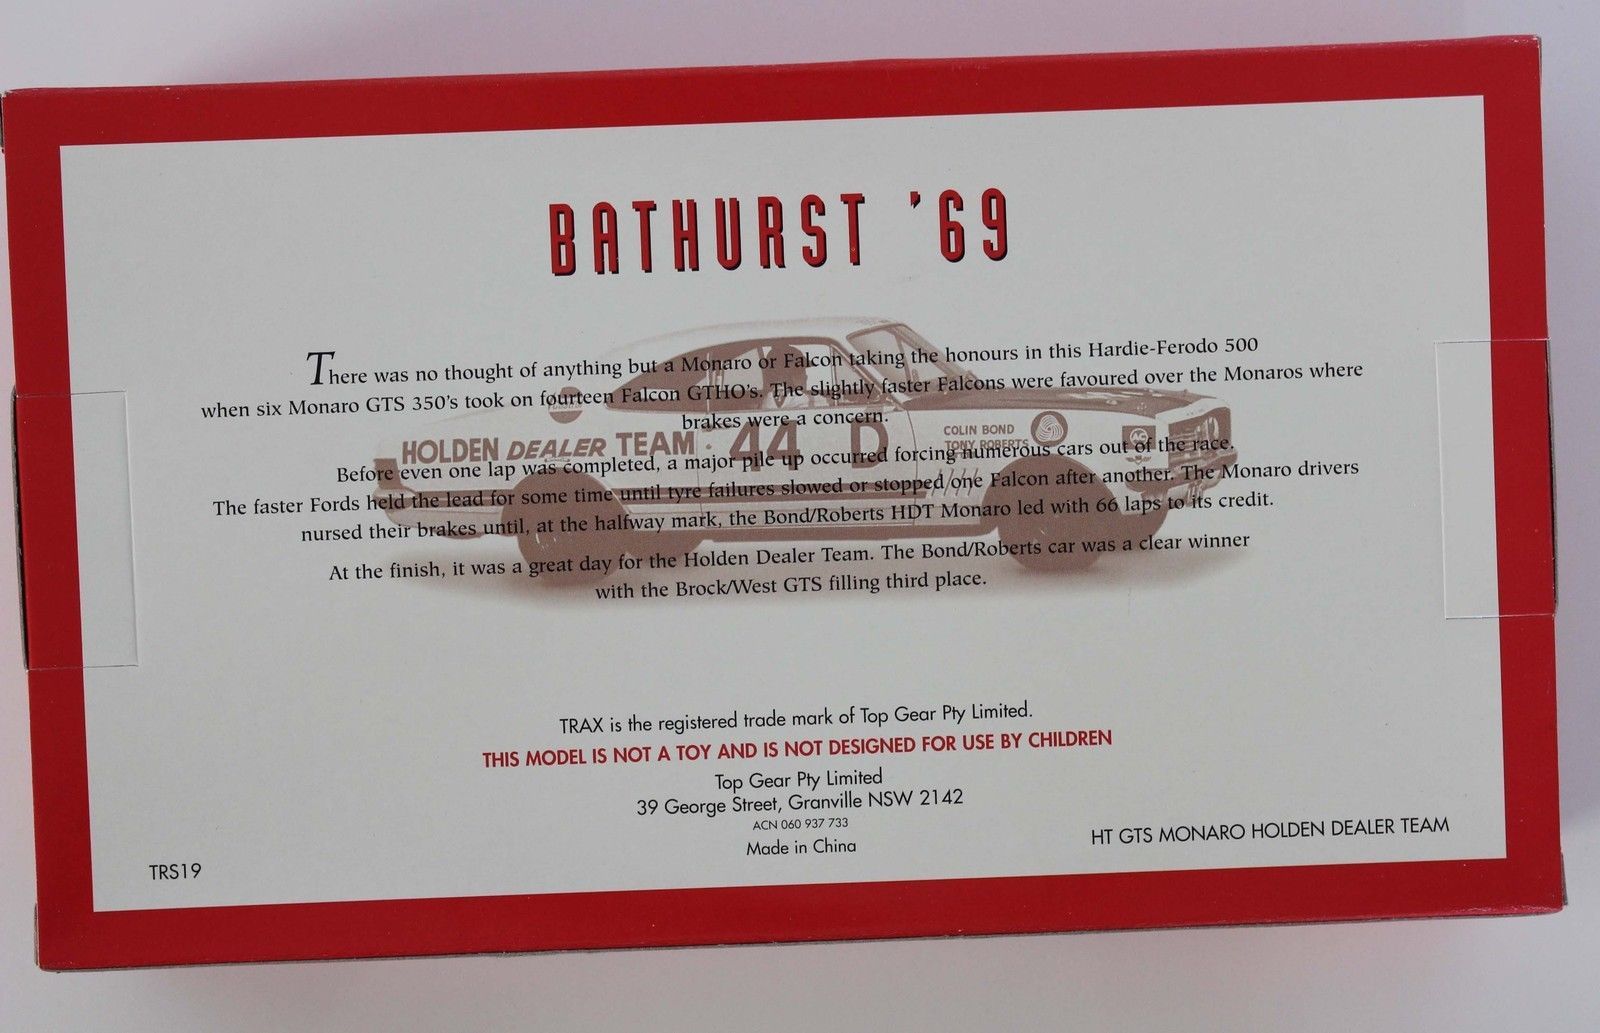 BATHURST '69
There was no thought of anything but a Monaro or Falcon taking the honours in this Hardie-Ferodo 500
when six Monaro GTS 350's took on fourteen Falcon GTHO's. The slightly faster Falcons were favoured over the Monaros where
brakes were a concern.
HOLDEN DEALER TEAM
44 D
COLIN BOND
TONY ROBERTS
Before even one lap was completed, a major pile up occurred forcing numerous cars out of the race.
The faster Fords held the lead for some time until tyre failures slowed or stopped one Falcon after another. The Monaro drivers
nursed their brakes until, at the halfway mark, the Bond/Roberts HDT Monaro led with 66 laps to its credit.
At the finish, it was a great day for the Holden Dealer Team. The Bond/Roberts car was a clear winner
with the Brock/West GTS filling third place.
TRAX is the registered trade mark of Top Gear Pty Limited.
THIS MODEL IS NOT A TOY AND IS NOT DESIGNED FOR USE BY CHILDREN
Top Gear Pty Limited
39 George Street, Granville NSW 2142
ACN 060 937 733
Made in China
HT GTS MONARO HOLDEN DEALER TEAM
TRS19